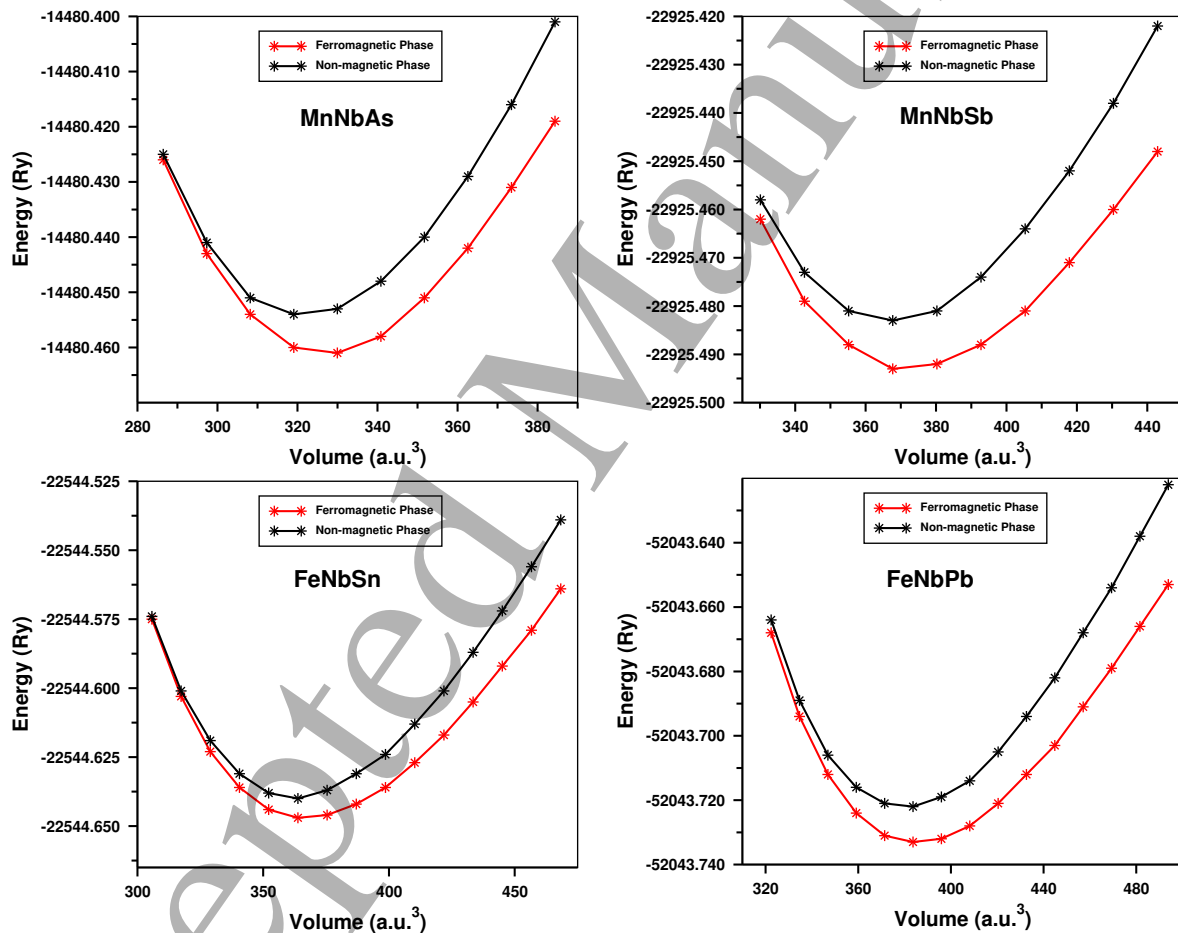 -14480.400
-14480.410
-14480.420
-14480.430
-14480.440
-14480.450
-14480.460
Energy (Ry)
Ferromagnetic Phase
Non-magnetic Phase
MnNbAs
280 300 320 340 360 380
Volume (a.u.3)
-22925.420
-22925.430
-22925.440
-22925.450
-22925.460
-22925.470
-22925.480
-22925.490
-22925.500
Energy (Ry)
Ferromagnetic Phase
Non-magnetic Phase
MnNbSb
340 360 380 400 420 440
Volume (a.u.3)
-22544.525
-22544.550
-22544.575
-22544.600
-22544.625
-22544.650
Energy (Ry)
Ferromagnetic Phase
Non-magnetic Phase
FeNbSn
300 350 400 450
Volume (a.u.3)
-52043.640
-52043.660
-52043.680
-52043.700
-52043.720
-52043.740
Energy (Ry)
Ferromagnetic Phase
Non-magnetic Phase
FeNbPb
320 360 400 440 480
Volume (a.u.3)
epted Manu